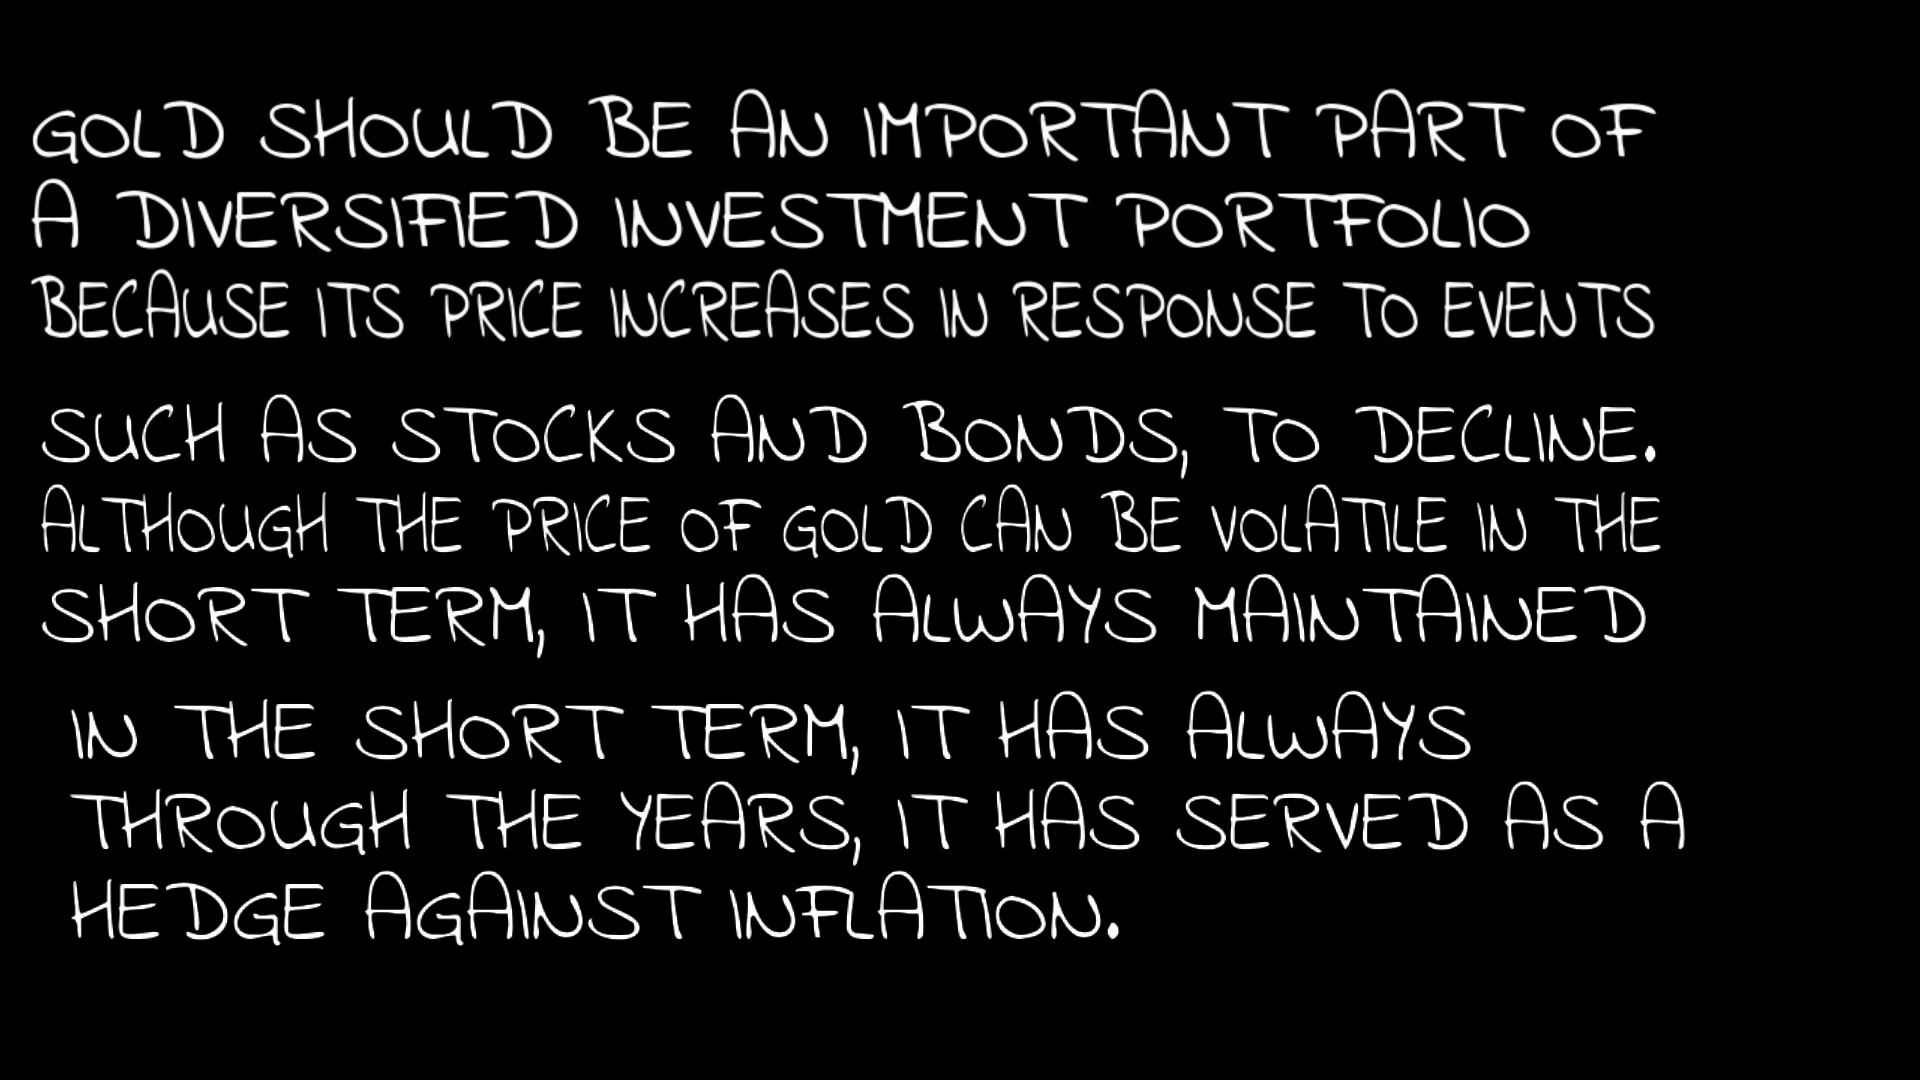 GOLD SHOULD BE AN IMPORTANT PART OF
A DIVERSIFIED INVESTMENT PORTFOLIO
BECAUSE ITS PRICE INCREASES IN RESPONSE TO EVENTS
SUCH AS STOCKS AND BONDS, TO DECLINE.
ALTHOUGH THE PRICE OF GOLD CAN BE VOLATILE IN THE
SHORT TERM, IT HAS ALWAYS MAINTAINED
IN THE SHORT TERM, IT HAS ALWAYS
THROUGH THE YEARS, IT HAS SERVED AS A
HEDGE AGAINST INFLATION.